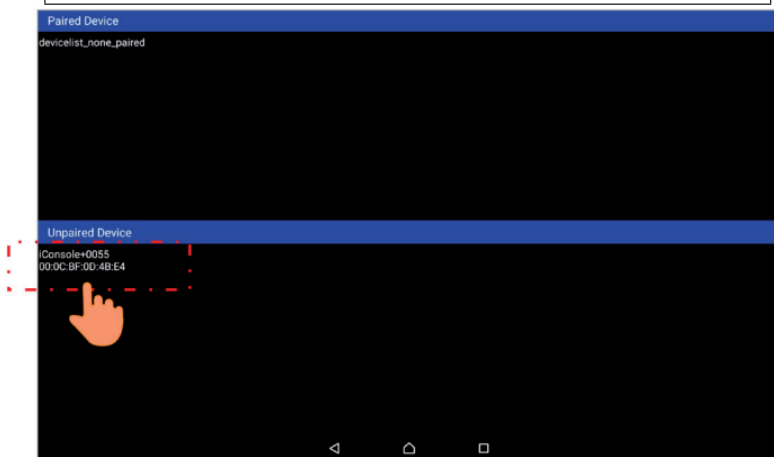 Paired Device
devicelist_none_paired
Unpaired Device
iConsole+0055
00:0C:BF:0D:4B:E4